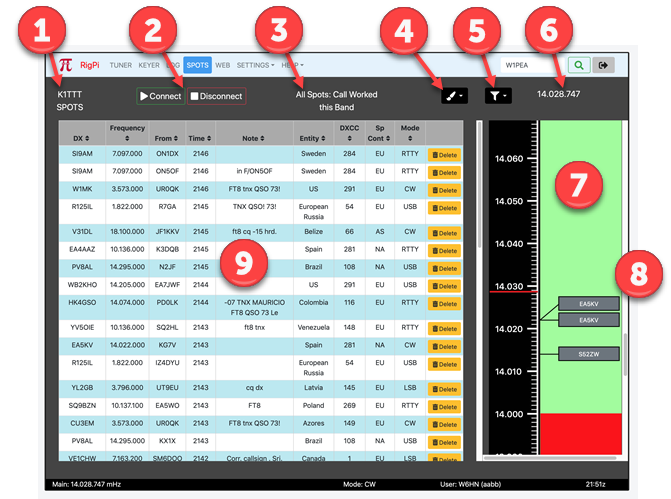 1 2 3 4 5 6
π RigPi TUNER KEYER LOG SPOTS WEB SETTINGS HELP W1PEA
K1TTT
SPOTS
Connect Disconnect
All Spots: Call Worked
this Band
14.028.747
DX Frequency From Time Note Entity DXCC Sp Cont Mode
SI9AM 7.097.000 ON1DX 2146 Sweden 284 EU RTTY Delete
SI9AM 7.097.000 ON5OF 2146 in F/ON5OF Sweden 284 EU RTTY Delete
W1MK 3.573.000 UR0QK 2146 FT8 tnx QSO 73! US 291 EU CW Delete
R125IL 1.822.000 R7GA 2145 TNX QSO! 73! European Russia 54 EU USB Delete
V31DL 18.100.000 JF1KKV 2145 ft8 cq -15 hrd. Belize 66 AS CW Delete
EA4AAZ 10.136.000 K3DQB 2145 Spain 281 NA RTTY Delete
PV8AL 14.295.000 N2JF 2145 Brazil 108 NA USB Delete
WB2KHO 14.205.000 EA7JWF 2144 US 291 EU USB Delete
HK4GSO 14.074.000 PD0LK 2144 -07 TNX MAURICIO FT8 QSO 73 Le Colombia 116 EU RTTY Delete
YV5OIE 10.136.000 SQ2HL 2143 ft8 tnx Venezuela 148 EU RTTY Delete
EA5KV 14.022.000 KG7V 2143 Spain 281 NA CW Delete
R125IL 1.822.000 IZ4DYU 2143 European Russia 54 EU USB Delete
YL2GB 3.796.000 UT9EU 2143 cq dx Latvia 145 EU LSB Delete
SQ9BZN 10.137.100 EA5WO 2143 FT8 Poland 269 EU RTTY Delete
CU3EM 3.573.000 UR0QK 2143 FT8 tnx QSO 73! Azores 149 EU CW Delete
PV8AL 14.295.000 KX1X 2143 Brazil 108 NA USB Delete
VE1CHW 7.163.200 SM6DOO 2142 Corr. callsign . Sri. Canada 1 EU LSB Delete
9
14.060
7
14.050
14.040
14.030
8
EA5KV
14.020
EA5KV
S52ZW
14.010
14.000
Main: 14.028.747 mHz Mode: CW User: W6HN (aabb) 21:51z